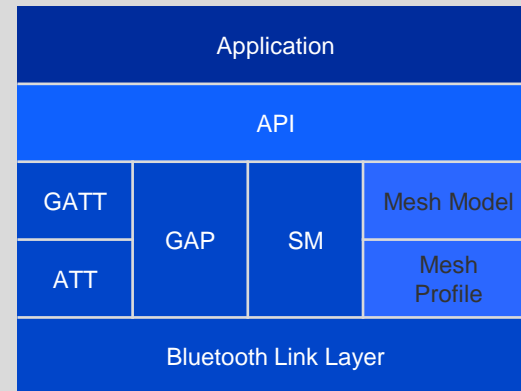 Application
API
GATT
GAP
SM
Mesh Model
ATT
Mesh
Profile
Bluetooth Link Layer